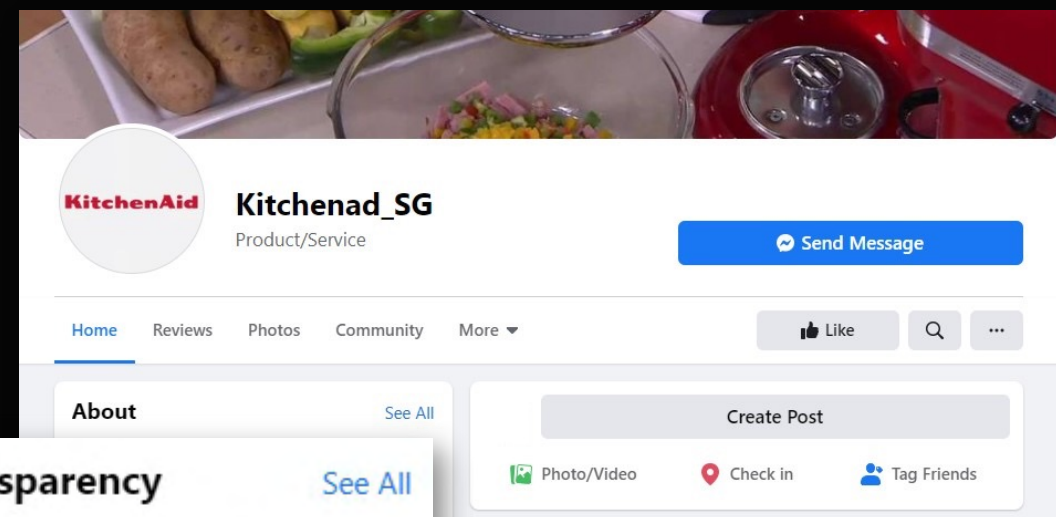 KitchenAid
Kitchenad_SG
Product/Service
Send Message
Home Reviews Photos Community More
Like
About See All
Create Post
sparency See All
Photo/Video Check in Tag Friends